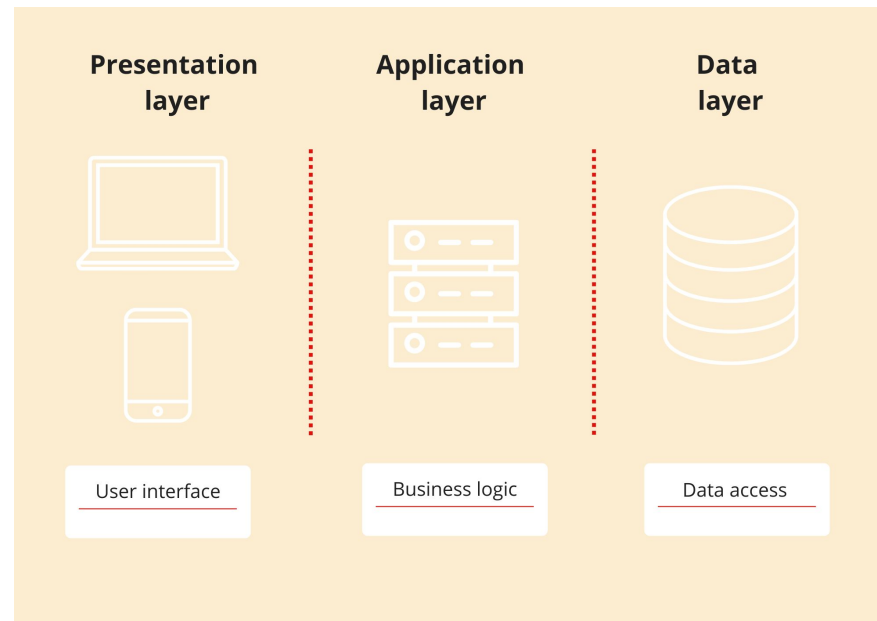 Presentation
layer
Application
layer
Data
layer
User interface
Business logic
Data access